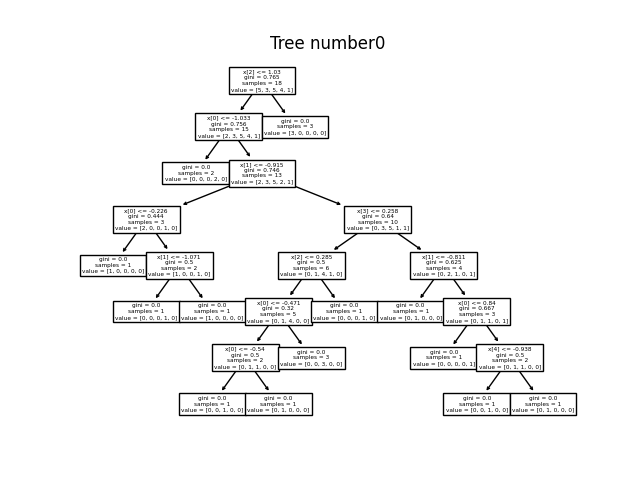 Tree number0
x[2] <= 1.03
gini = 0.765
samples = 18
value = [5, 3, 5, 4, 1]
x[0] <= -1.033
gini = 0.756
samples = 15
value = [2, 3, 5, 4, 1]
gini = 0.0
samples = 3
value = [3, 0, 0, 0, 0]
gini = 0.0
samples = 2
value = [0, 0, 0, 2, 0]
x[1] <= -0.915
gini = 0.746
samples = 13
value = [2, 3, 5, 2, 1]
x[0] <= -0.226
gini = 0.444
samples = 3
value = [2, 0, 0, 1, 0]
x[3] <= 0.258
gini = 0.64
samples = 10
value = [0, 3, 5, 1, 1]
gini = 0.0
samples = 1
value = [1, 0, 0, 0, 0]
x[1] <= -1.071
gini = 0.5
samples = 2
value = [1, 0, 0, 1, 0]
x[2] <= 0.285
gini = 0.5
samples = 6
value = [0, 1, 4, 1, 0]
x[1] <= -0.811
gini = 0.625
samples = 4
value = [0, 2, 1, 0, 1]
gini = 0.0
samples = 1
value = [0, 0, 0, 1, 0]
gini = 0.0
samples = 1
value = [1, 0, 0, 0, 0]
x[0] <= -0.471
gini = 0.32
samples = 5
value = [0, 1, 4, 0, 0]
gini = 0.0
samples = 1
value = [0, 0, 0, 1, 0]
gini = 0.0
samples = 1
value = [0, 1, 0, 0, 0]
x[0] <= 0.84
gini = 0.667
samples = 3
value = [0, 1, 1, 0, 1]
x[0] <= -0.54
gini = 0.5
samples = 2
value = [0, 1, 1, 0, 0]
gini = 0.0
samples = 3
value = [0, 0, 3, 0, 0]
gini = 0.0
samples = 1
value = [0, 0, 0, 0, 1]
x[4] <= -0.938
gini = 0.5
samples = 2
value = [0, 1, 1, 0, 0]
gini = 0.0
samples = 1
value = [0, 0, 1, 0, 0]
gini = 0.0
samples = 1
value = [0, 1, 0, 0, 0]
gini = 0.0
samples = 1
value = [0, 0, 1, 0, 0]
gini = 0.0
samples = 1
value = [0, 1, 0, 0, 0]